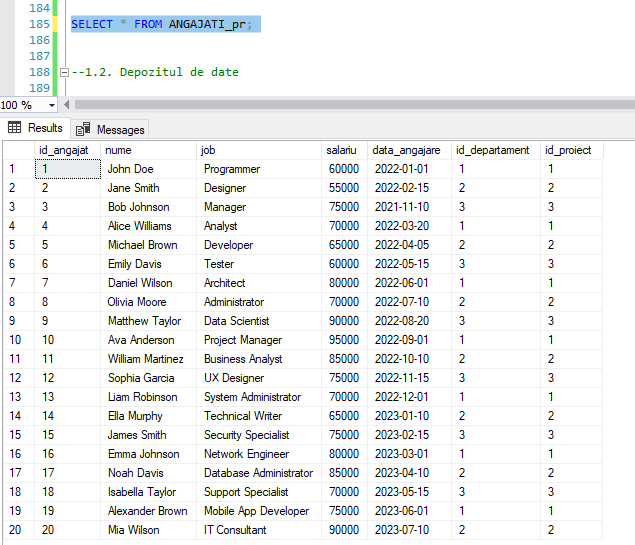 184
185 SELECT * FROM ANGAJATI_pr;
186
187
188 --1.2. Depozitul de date
189
100 %
Results Messages
id_angajat nume job salariu data_angajare id_departament id_proiect
1 1 John Doe Programmer 60000 2022-01-01 1 1
2 2 Jane Smith Designer 55000 2022-02-15 2 2
3 3 Bob Johnson Manager 75000 2021-11-10 3 3
4 4 Alice Williams Analyst 70000 2022-03-20 1 1
5 5 Michael Brown Developer 65000 2022-04-05 2 2
6 6 Emily Davis Tester 60000 2022-05-15 3 3
7 7 Daniel Wilson Architect 80000 2022-06-01 1 1
8 8 Olivia Moore Administrator 70000 2022-07-10 2 2
9 9 Matthew Taylor Data Scientist 90000 2022-08-20 3 3
10 10 Ava Anderson Project Manager 95000 2022-09-01 1 1
11 11 William Martinez Business Analyst 85000 2022-10-10 2 2
12 12 Sophia Garcia UX Designer 75000 2022-11-15 3 3
13 13 Liam Robinson System Administrator 70000 2022-12-01 1 1
14 14 Ella Murphy Technical Writer 65000 2023-01-10 2 2
15 15 James Smith Security Specialist 75000 2023-02-15 3 3
16 16 Emma Johnson Network Engineer 80000 2023-03-01 1 1
17 17 Noah Davis Database Administrator 85000 2023-04-10 2 2
18 18 Isabella Taylor Support Specialist 70000 2023-05-15 3 3
19 19 Alexander Brown Mobile App Developer 75000 2023-06-01 1 1
20 20 Mia Wilson IT Consultant 90000 2023-07-10 2 2